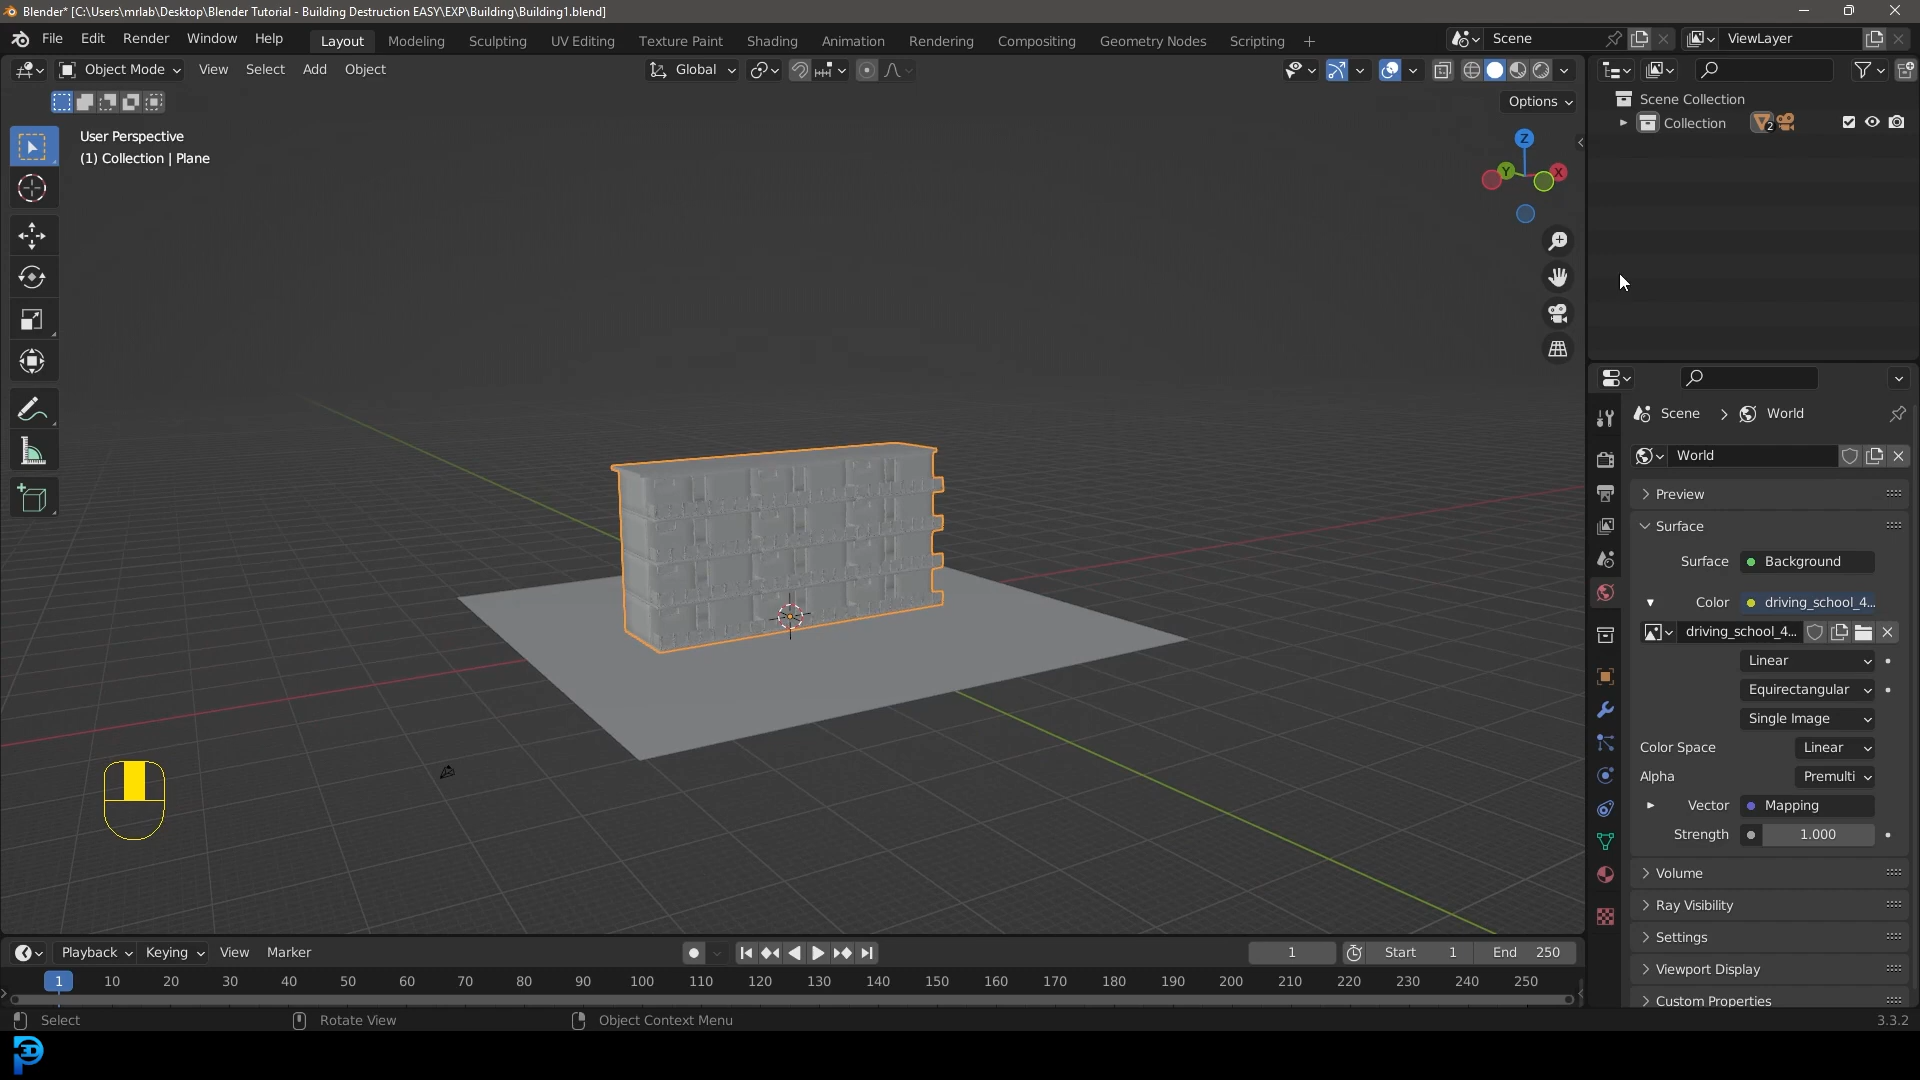 Blender* [C:\Users\mrlab\Desktop\Blender Tutorial - Building Destruction EASY\EXP\Building\Building1.blend]
File Edit Render Window Help Layout Modeling Sculpting UV Editing Texture Paint Shading Animation Rendering Compositing Geometry Nodes Scripting + Scene ViewLayer
Object Mode View Select Add Object Global
Options
Scene Collection
Collection 2
User Perspective
(1) Collection | Plane
Z
Y X
Scene > World
World
Preview
Surface
Surface Background
Color driving_school_4...
driving_school_4...
Linear
Equirectangular
Single Image
Color Space Linear
Alpha Premulti
Vector Mapping
Strength 1.000
Volume
Ray Visibility
Settings
Viewport Display
Custom Properties
Playback Keying View Marker 1 Start 1 End 250
1 10 20 30 40 50 60 70 80 90 100 110 120 130 140 150 160 170 180 190 200 210 220 230 240 250
Select Rotate View Object Context Menu 3.3.2
3D